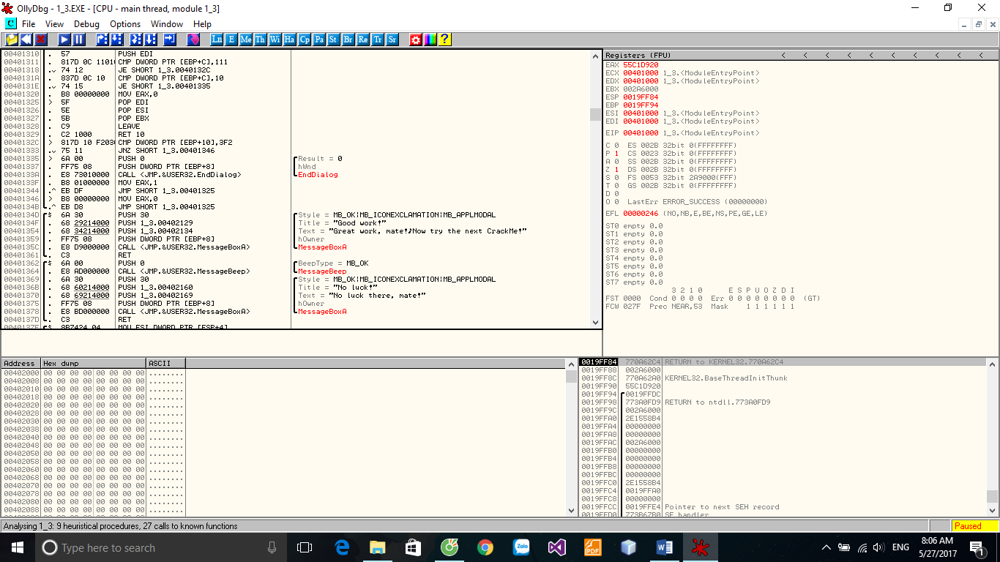 OllyDbg - 1_3.EXE - [CPU - main thread, module 1_3]
C File View Debug Options Window Help
Ln E Me Th Wi Ha Cp Pa St Br Re Tr Sr ?
00401310 . 57 PUSH EDI
00401311 . 817D 0C 11010 CMP DWORD PTR [EBP+C],111
00401318 .v 74 12 JE SHORT 1_3.0040132C
0040131A . 837D 0C 10 CMP DWORD PTR [EBP+C],10
0040131E .v 74 15 JE SHORT 1_3.00401335
00401320 . B8 00000000 MOV EAX,0
00401325 > 5F POP EDI
00401326 . 5E POP ESI
00401327 . 5B POP EBX
00401328 . C9 LEAVE
00401329 . C2 1000 RET 10
0040132C > 817D 10 F2030 CMP DWORD PTR [EBP+10],3F2
00401333 .v 75 11 JNZ SHORT 1_3.00401346
00401335 > 6A 00 PUSH 0 Result = 0
00401337 . FF75 08 PUSH DWORD PTR [EBP+8] hWnd
0040133A . E8 73010000 CALL <JMP.&USER32.EndDialog> EndDialog
0040133F . B8 01000000 MOV EAX,1
00401344 .^ EB DF JMP SHORT 1_3.00401325
00401346 > B8 00000000 MOV EAX,0
0040134B .^ EB D8 JMP SHORT 1_3.00401325
0040134D $ 6A 30 PUSH 30 Style = MB_OK|MB_ICONEXCLAMATION|MB_APPLMODAL
0040134F . 68 29214000 PUSH 1_3.00402129 Title = "Good work!"
00401354 . 68 34214000 PUSH 1_3.00402134 Text = "Great work, mate!♪Now try the next CrackMe!"
00401359 . FF75 08 PUSH DWORD PTR [EBP+8] hOwner
0040135C . E8 D9000000 CALL <JMP.&USER32.MessageBoxA> MessageBoxA
00401361 . C3 RET
00401362 $ 6A 00 PUSH 0 BeepType = MB_OK
00401364 . E8 AD000000 CALL <JMP.&USER32.MessageBeep> MessageBeep
00401369 . 6A 30 PUSH 30 Style = MB_OK|MB_ICONEXCLAMATION|MB_APPLMODAL
0040136B . 68 60214000 PUSH 1_3.00402160 Title = "No luck!"
00401370 . 68 69214000 PUSH 1_3.00402169 Text = "No luck there, mate!"
00401375 . FF75 08 PUSH DWORD PTR [EBP+8] hOwner
00401378 . E8 BD000000 CALL <JMP.&USER32.MessageBoxA> MessageBoxA
0040137D . C3 RET
0040137E $ 8B7424 04 MOV ESI,DWORD PTR [ESP+4]
Registers (FPU) < < < < < < < < < <
EAX 55C1D920
ECX 00401000 1_3.<ModuleEntryPoint>
EDX 00401000 1_3.<ModuleEntryPoint>
EBX 002A6000
ESP 0019FF84
EBP 0019FF94
ESI 00401000 1_3.<ModuleEntryPoint>
EDI 00401000 1_3.<ModuleEntryPoint>
EIP 00401000 1_3.<ModuleEntryPoint>
C 0 ES 002B 32bit 0(FFFFFFFF)
P 1 CS 0023 32bit 0(FFFFFFFF)
A 0 SS 002B 32bit 0(FFFFFFFF)
Z 1 DS 002B 32bit 0(FFFFFFFF)
S 0 FS 0053 32bit 2A9000(FFF)
T 0 GS 002B 32bit 0(FFFFFFFF)
D 0
O 0 LastErr ERROR_SUCCESS (00000000)
EFL 00000246 (NO,NB,E,BE,NS,PE,GE,LE)
ST0 empty 0.0
ST1 empty 0.0
ST2 empty 0.0
ST3 empty 0.0
ST4 empty 0.0
ST5 empty 0.0
ST6 empty 0.0
ST7 empty 0.0
3 2 1 0 E S P U O Z D I
FST 0000 Cond 0 0 0 0 Err 0 0 0 0 0 0 0 0 (GT)
FCW 027F Prec NEAR,53 Mask 1 1 1 1 1 1
Address Hex dump ASCII
00402000 00 00 00 00 00 00 00 00 ........
00402008 00 00 00 00 00 00 00 00 ........
00402010 00 00 00 00 00 00 00 00 ........
00402018 00 00 00 00 00 00 00 00 ........
00402020 00 00 00 00 00 00 00 00 ........
00402028 00 00 00 00 00 00 00 00 ........
00402030 00 00 00 00 00 00 00 00 ........
00402038 00 00 00 00 00 00 00 00 ........
00402040 00 00 00 00 00 00 00 00 ........
00402048 00 00 00 00 00 00 00 00 ........
00402050 00 00 00 00 00 00 00 00 ........
00402058 00 00 00 00 00 00 00 00 ........
00402060 00 00 00 00 00 00 00 00 ........
00402068 00 00 00 00 00 00 00 00 ........
00402070 00 00 00 00 00 00 00 00 ........
00402078 00 00 00 00 00 00 00 00 ........
00402080 00 00 00 00 00 00 00 00 ........
00402088 00 00 00 00 00 00 00 00 ........
0019FF84 770A62C4 RETURN to KERNEL32.770A62C4
0019FF88 002A6000
0019FF8C 770A62A0 KERNEL32.BaseThreadInitThunk
0019FF90 55C1D920
0019FF94 0019FFDC
0019FF98 773A0FD9 RETURN to ntdll.773A0FD9
0019FF9C 002A6000
0019FFA0 2E1558B4
0019FFA4 00000000
0019FFA8 00000000
0019FFAC 002A6000
0019FFB0 00000000
0019FFB4 00000000
0019FFB8 00000000
0019FFBC 00000000
0019FFC0 2E1558B4
0019FFC4 0019FFA0
0019FFC8 00000000
0019FFCC 0019FFE4 Pointer to next SEH record
0019FFD0 773B67B0 SE handler
Analysing 1_3: 9 heuristical procedures, 27 calls to known functions
Paused
Type here to search
Zalo
PDF
ENG
8:06 AM
5/27/2017
1